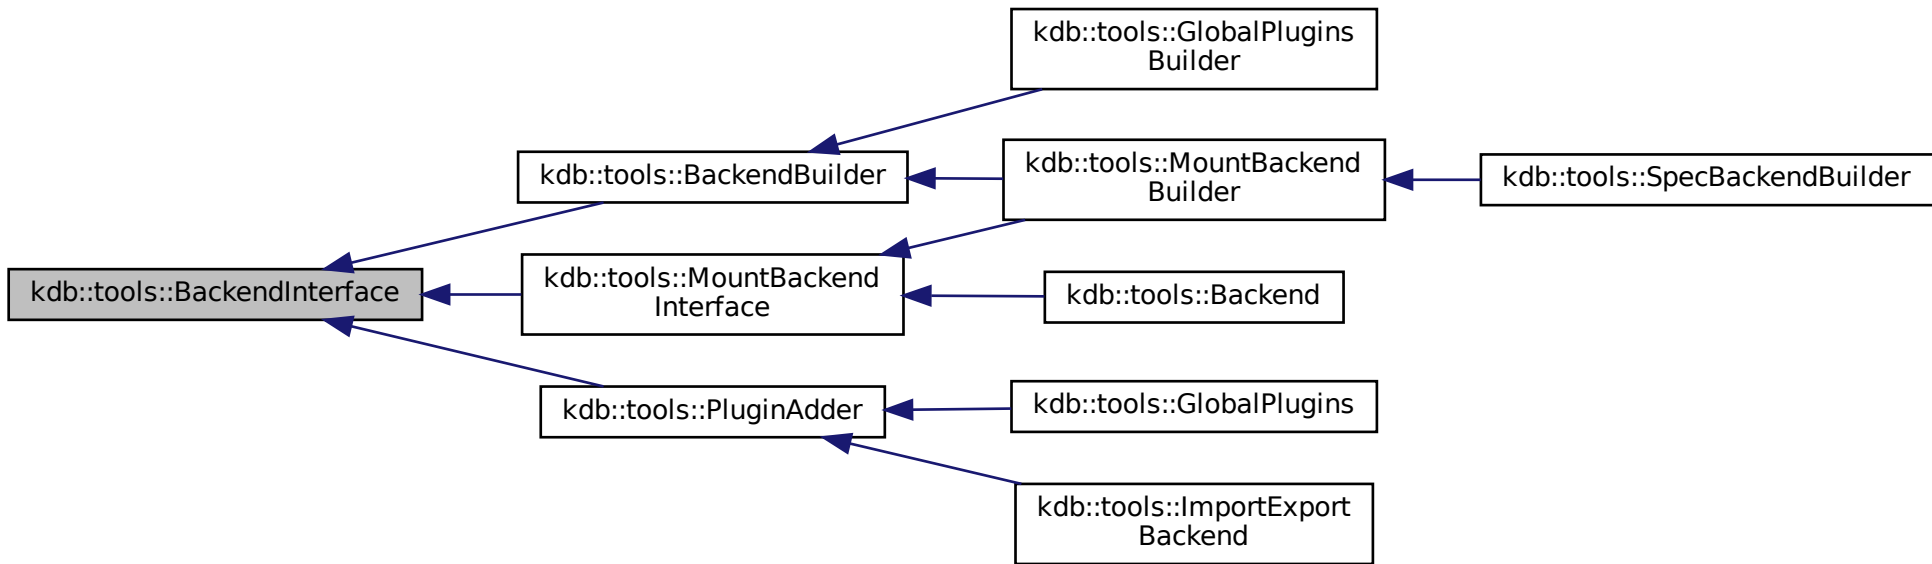 kdb::tools::BackendInterface
kdb::tools::BackendBuilder
kdb::tools::MountBackend
Interface
kdb::tools::PluginAdder
kdb::tools::GlobalPlugins
Builder
kdb::tools::MountBackend
Builder
kdb::tools::Backend
kdb::tools::GlobalPlugins
kdb::tools::ImportExport
Backend
kdb::tools::SpecBackendBuilder